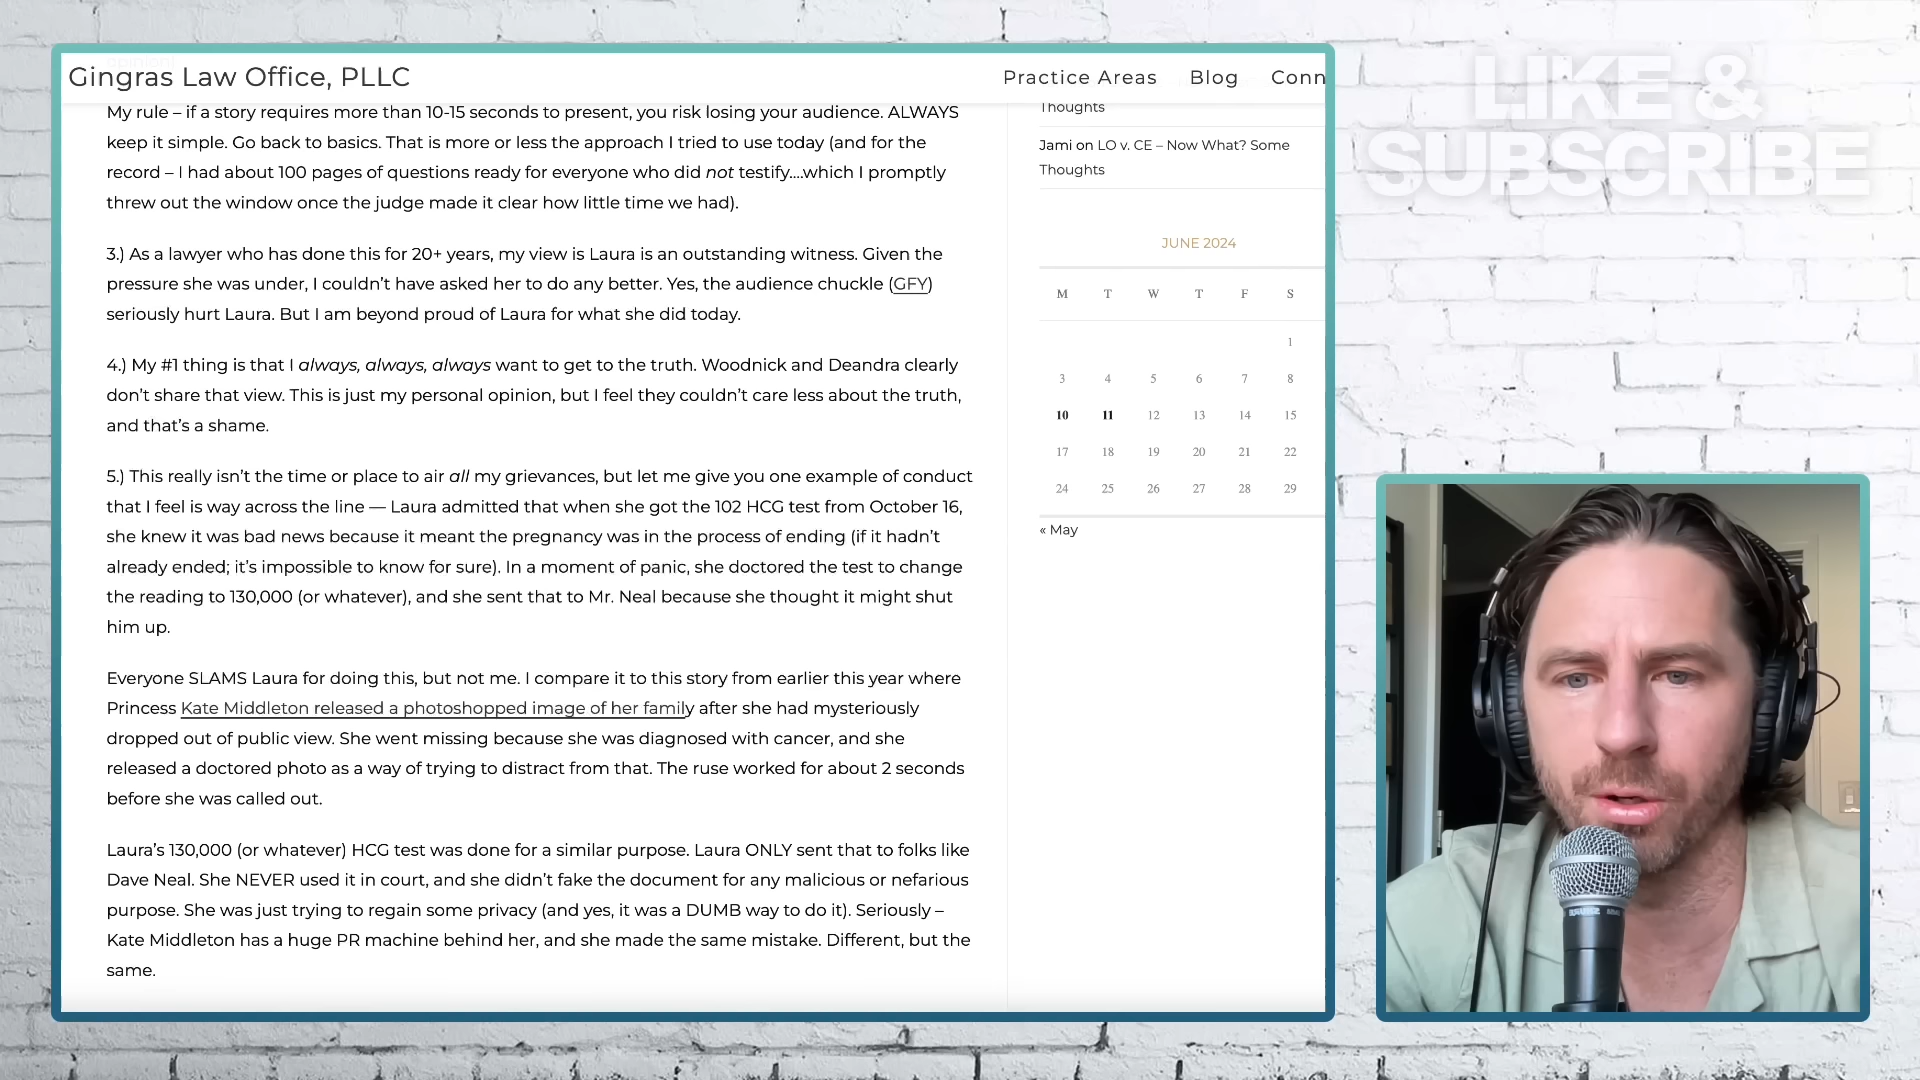 opinion)
Gingras Law Office, PLLC
Practice Areas Blog Conn
My rule – if a story requires more than 10-15 seconds to present, you risk losing your audience. ALWAYS
keep it simple. Go back to basics. That is more or less the approach I tried to use today (and for the
record – I had about 100 pages of questions ready for everyone who did not testify….which I promptly
threw out the window once the judge made it clear how little time we had).
3.) As a lawyer who has done this for 20+ years, my view is Laura is an outstanding witness. Given the
pressure she was under, I couldn’t have asked her to do any better. Yes, the audience chuckle (GFY)
seriously hurt Laura. But I am beyond proud of Laura for what she did today.
4.) My #1 thing is that I always, always, always want to get to the truth. Woodnick and Deandra clearly
don’t share that view. This is just my personal opinion, but I feel they couldn’t care less about the truth,
and that’s a shame.
5.) This really isn’t the time or place to air all my grievances, but let me give you one example of conduct
that I feel is way across the line — Laura admitted that when she got the 102 HCG test from October 16,
she knew it was bad news because it meant the pregnancy was in the process of ending (if it hadn’t
already ended; it’s impossible to know for sure). In a moment of panic, she doctored the test to change
the reading to 130,000 (or whatever), and she sent that to Mr. Neal because she thought it might shut
him up.
Everyone SLAMS Laura for doing this, but not me. I compare it to this story from earlier this year where
Princess Kate Middleton released a photoshopped image of her family after she had mysteriously
dropped out of public view. She went missing because she was diagnosed with cancer, and she
released a doctored photo as a way of trying to distract from that. The ruse worked for about 2 seconds
before she was called out.
Laura’s 130,000 (or whatever) HCG test was done for a similar purpose. Laura ONLY sent that to folks like
Dave Neal. She NEVER used it in court, and she didn’t fake the document for any malicious or nefarious
purpose. She was just trying to regain some privacy (and yes, it was a DUMB way to do it). Seriously –
Kate Middleton has a huge PR machine behind her, and she made the same mistake. Different, but the
same.
Thoughts
Jami on LO v. CE – Now What? Some
Thoughts
JUNE 2024
M T W T F S
1
3 4 5 6 7 8
10 11 12 13 14 15
17 18 19 20 21 22
24 25 26 27 28 29
« May
LIKE &
SUBSCRIBE